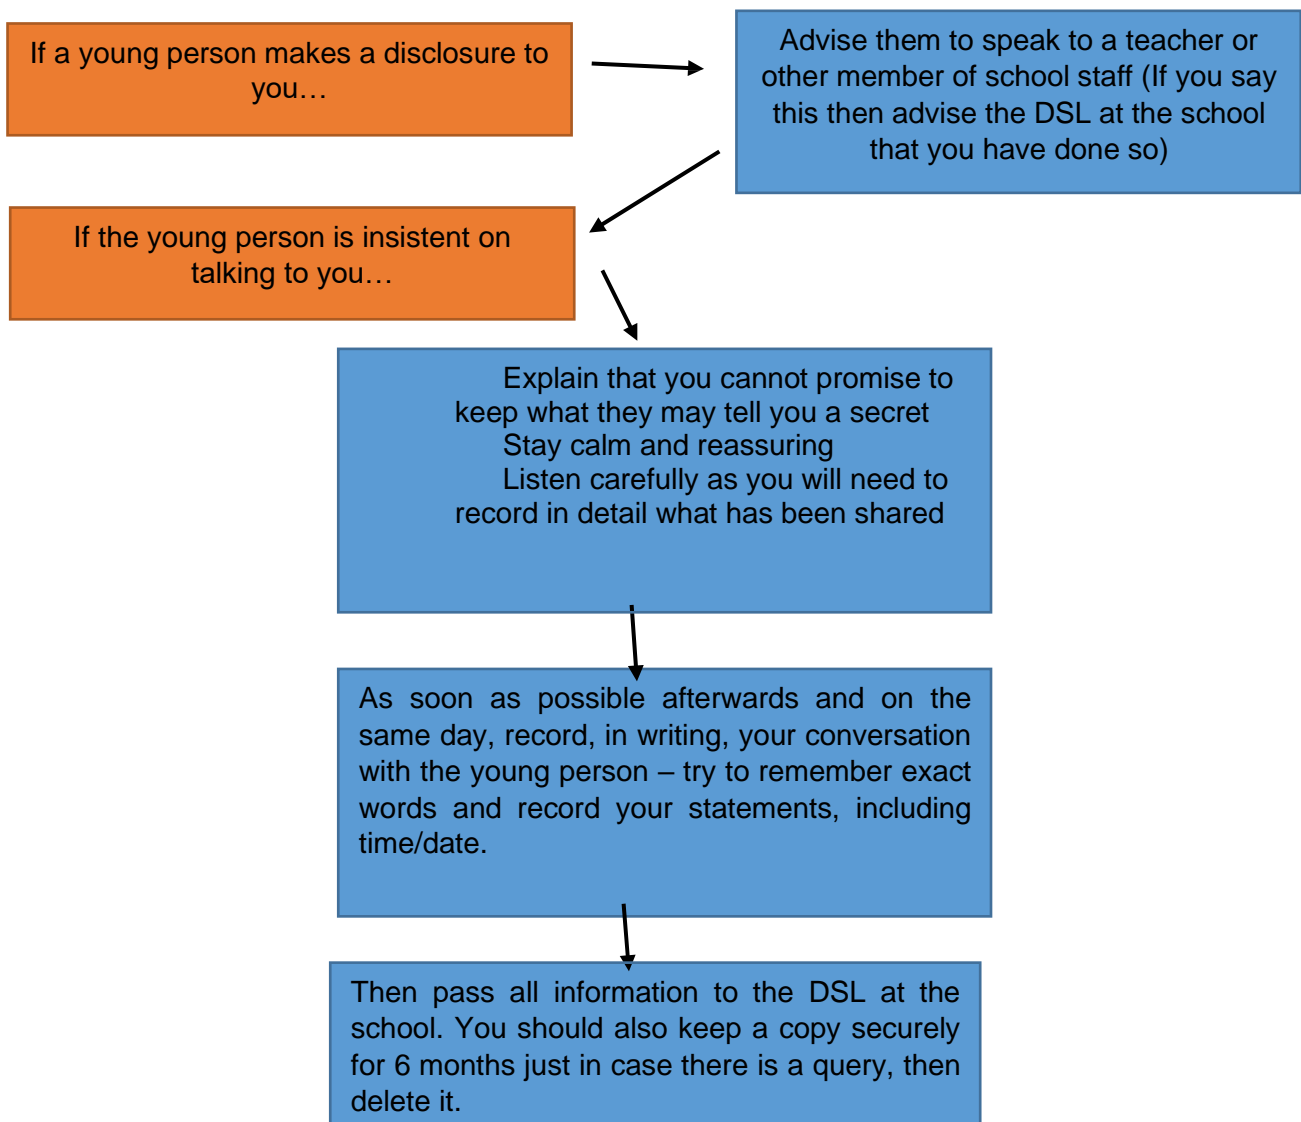 If a young person makes a disclosure to
you…
Advise them to speak to a teacher or
other member of school staff (If you say
this then advise the DSL at the school
that you have done so)
If the young person is insistent on
talking to you…
Explain that you cannot promise to
keep what they may tell you a secret
Stay calm and reassuring
Listen carefully as you will need to
record in detail what has been shared
As soon as possible afterwards and on the
same day, record, in writing, your conversation
with the young person – try to remember exact
words and record your statements, including
time/date.
Then pass all information to the DSL at the
school. You should also keep a copy securely
for 6 months just in case there is a query, then
delete it.